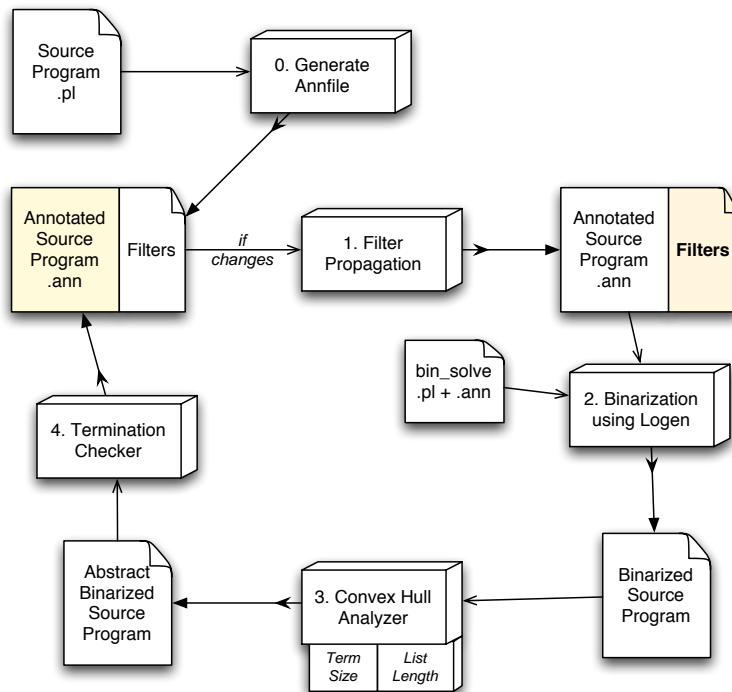 Source
Program
.pl
0. Generate
Annfile
Annotated
Source
Program
.ann
Filters
if
changes
1. Filter
Propagation
Annotated
Source
Program
.ann
Filters
bin_solve
.pl + .ann
2. Binarization
using Logen
4. Termination
Checker
Abstract
Binarized
Source
Program
3. Convex Hull
Analyzer
Term
Size
List
Length
Binarized
Source
Program